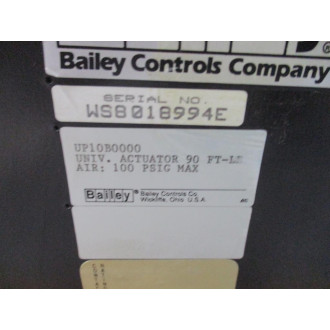 Bailey Controls Company
SERIAL NO.
WS8018994E
UP10B0000
UNIV. ACTUATOR 90 FT-LB
AIR: 100 PSIG MAX
Bailey
Bailey Controls Co.
Wickliffe, Ohio U.S.A.